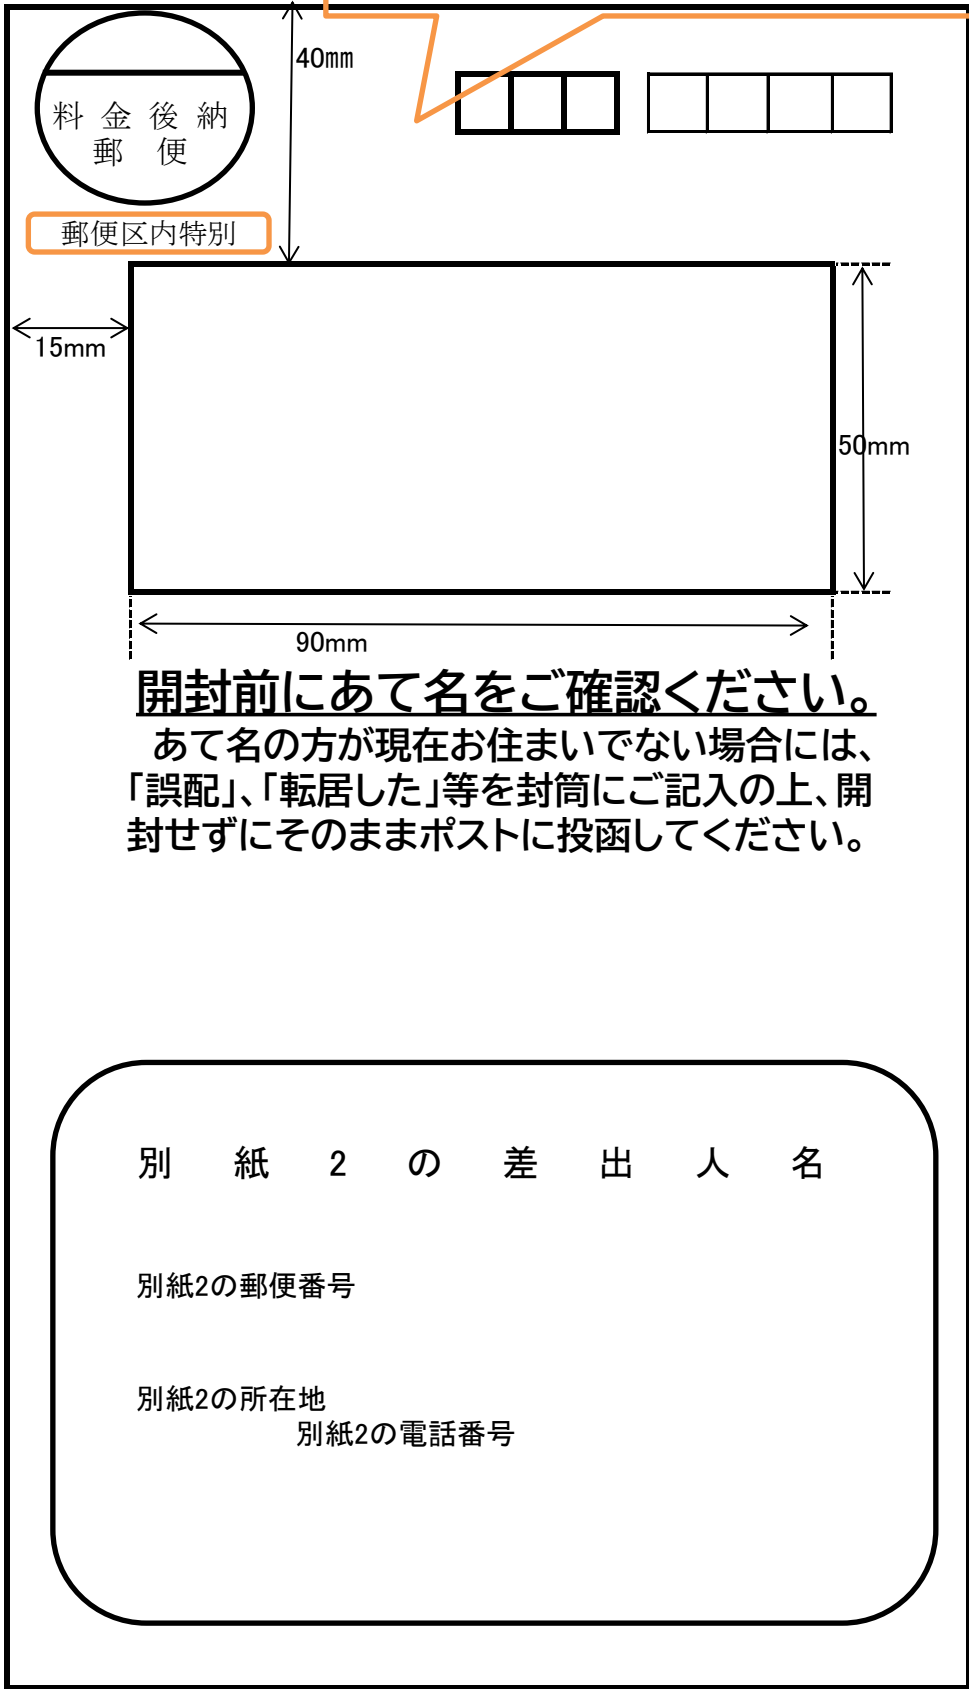 40mm
料金後納
郵便
郵便区内特別
15mm
50mm
90mm
開封前にあて名をご確認ください。
あて名の方が現在お住まいでない場合には、
「誤配」、「転居した」等を封筒にご記入の上、開
封せずにそのままポストに投函してください。
別紙2の差出人名
別紙2の郵便番号
別紙2の所在地
別紙2の電話番号